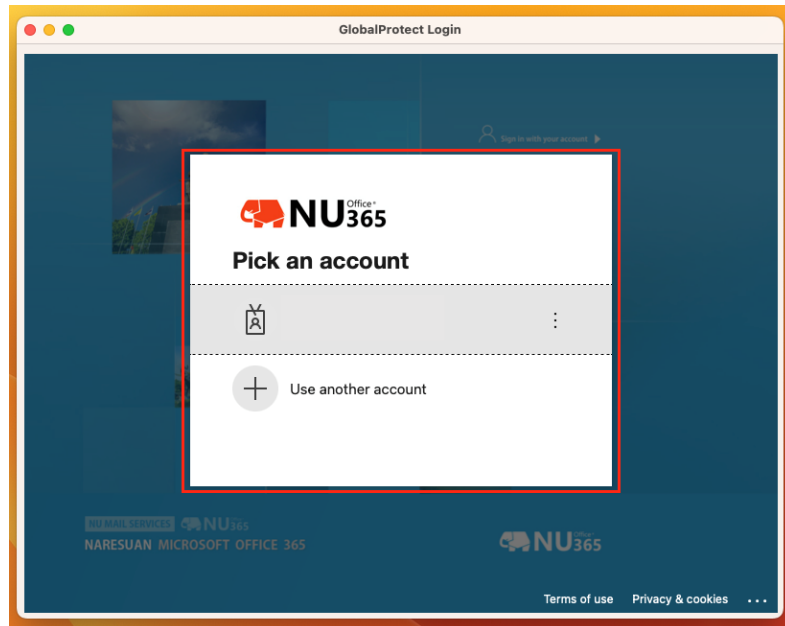 GlobalProtect Login
Sign in with your account
NU Office 365
Pick an account
Use another account
NU MAIL SERVICES NU 365
NARESUAN MICROSOFT OFFICE 365
NU Office 365
Terms of use Privacy & cookies ...